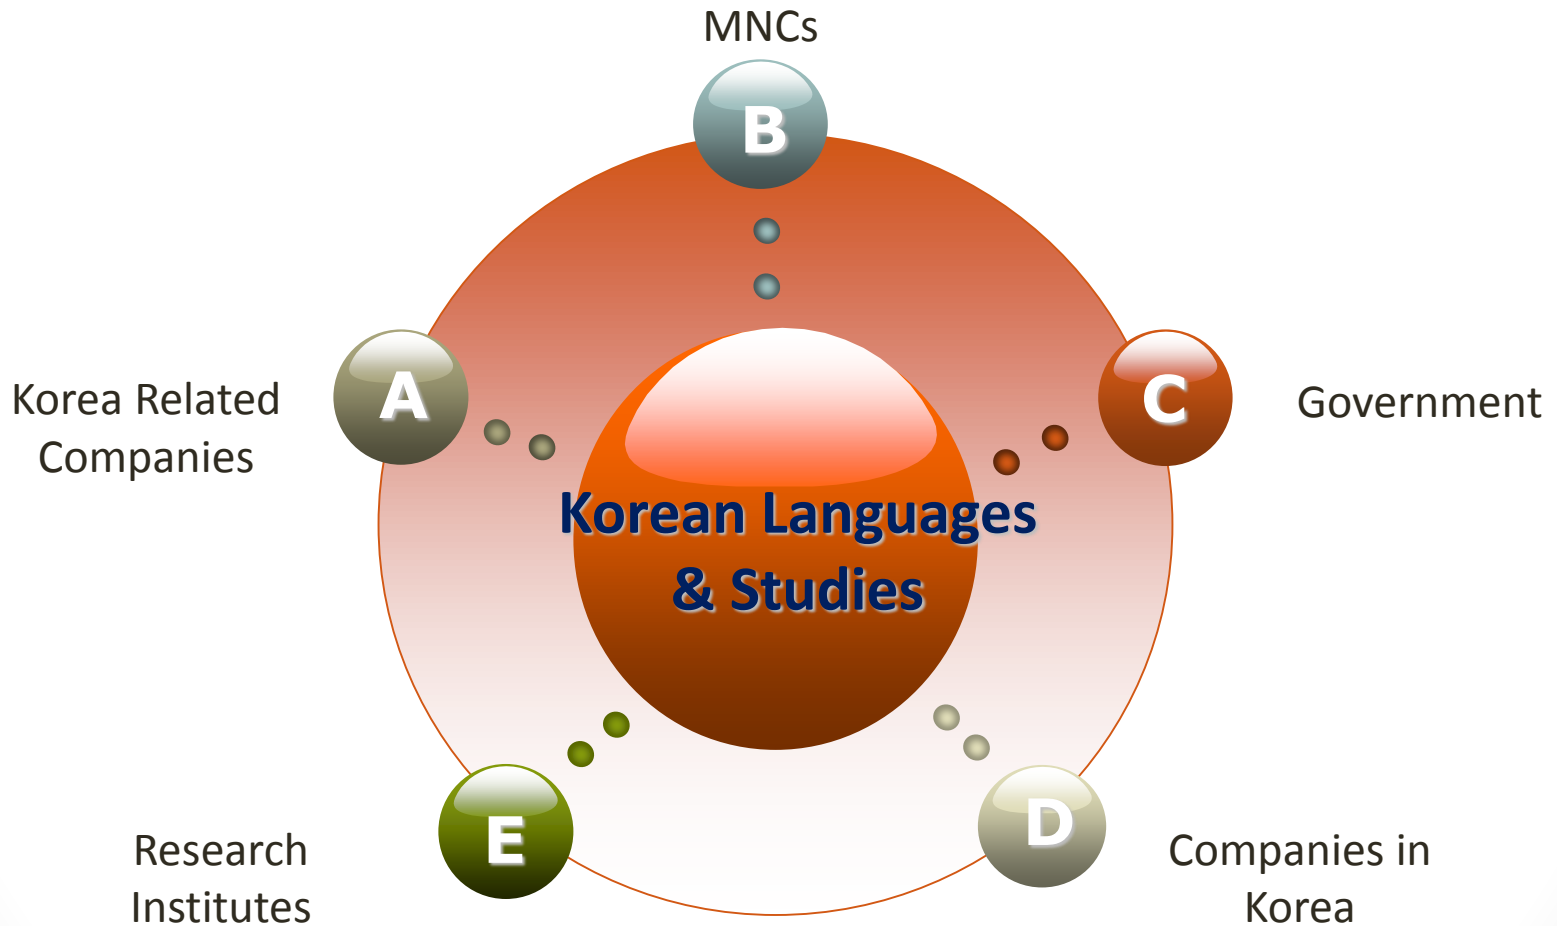 MNCs
B
A
Korea Related
Companies
C
Government
Korean Languages
& Studies
E
Research
Institutes
D
Companies in
Korea